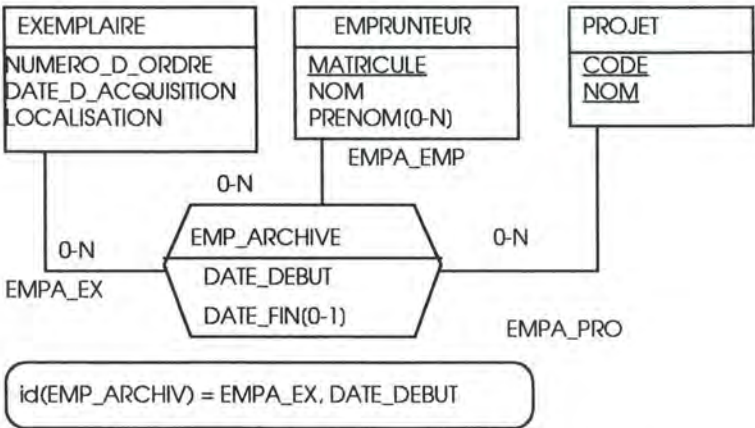 EXEMPLAIRE
NUMERO_D_ORDRE
DATE_D_ACQUISITION
LOCALISATION
EMPRUNTEUR
MATRICULE
NOM
PRENOM(0-N)
PROJET
CODE
NOM
EMPA_EMP
0-N
0-N
EMPA_EX
EMP_ARCHIVE
DATE_DEBUT
DATE_FIN(0-1)
0-N
EMPA_PRO
id(EMP_ARCHIV) = EMPA_EX, DATE_DEBUT